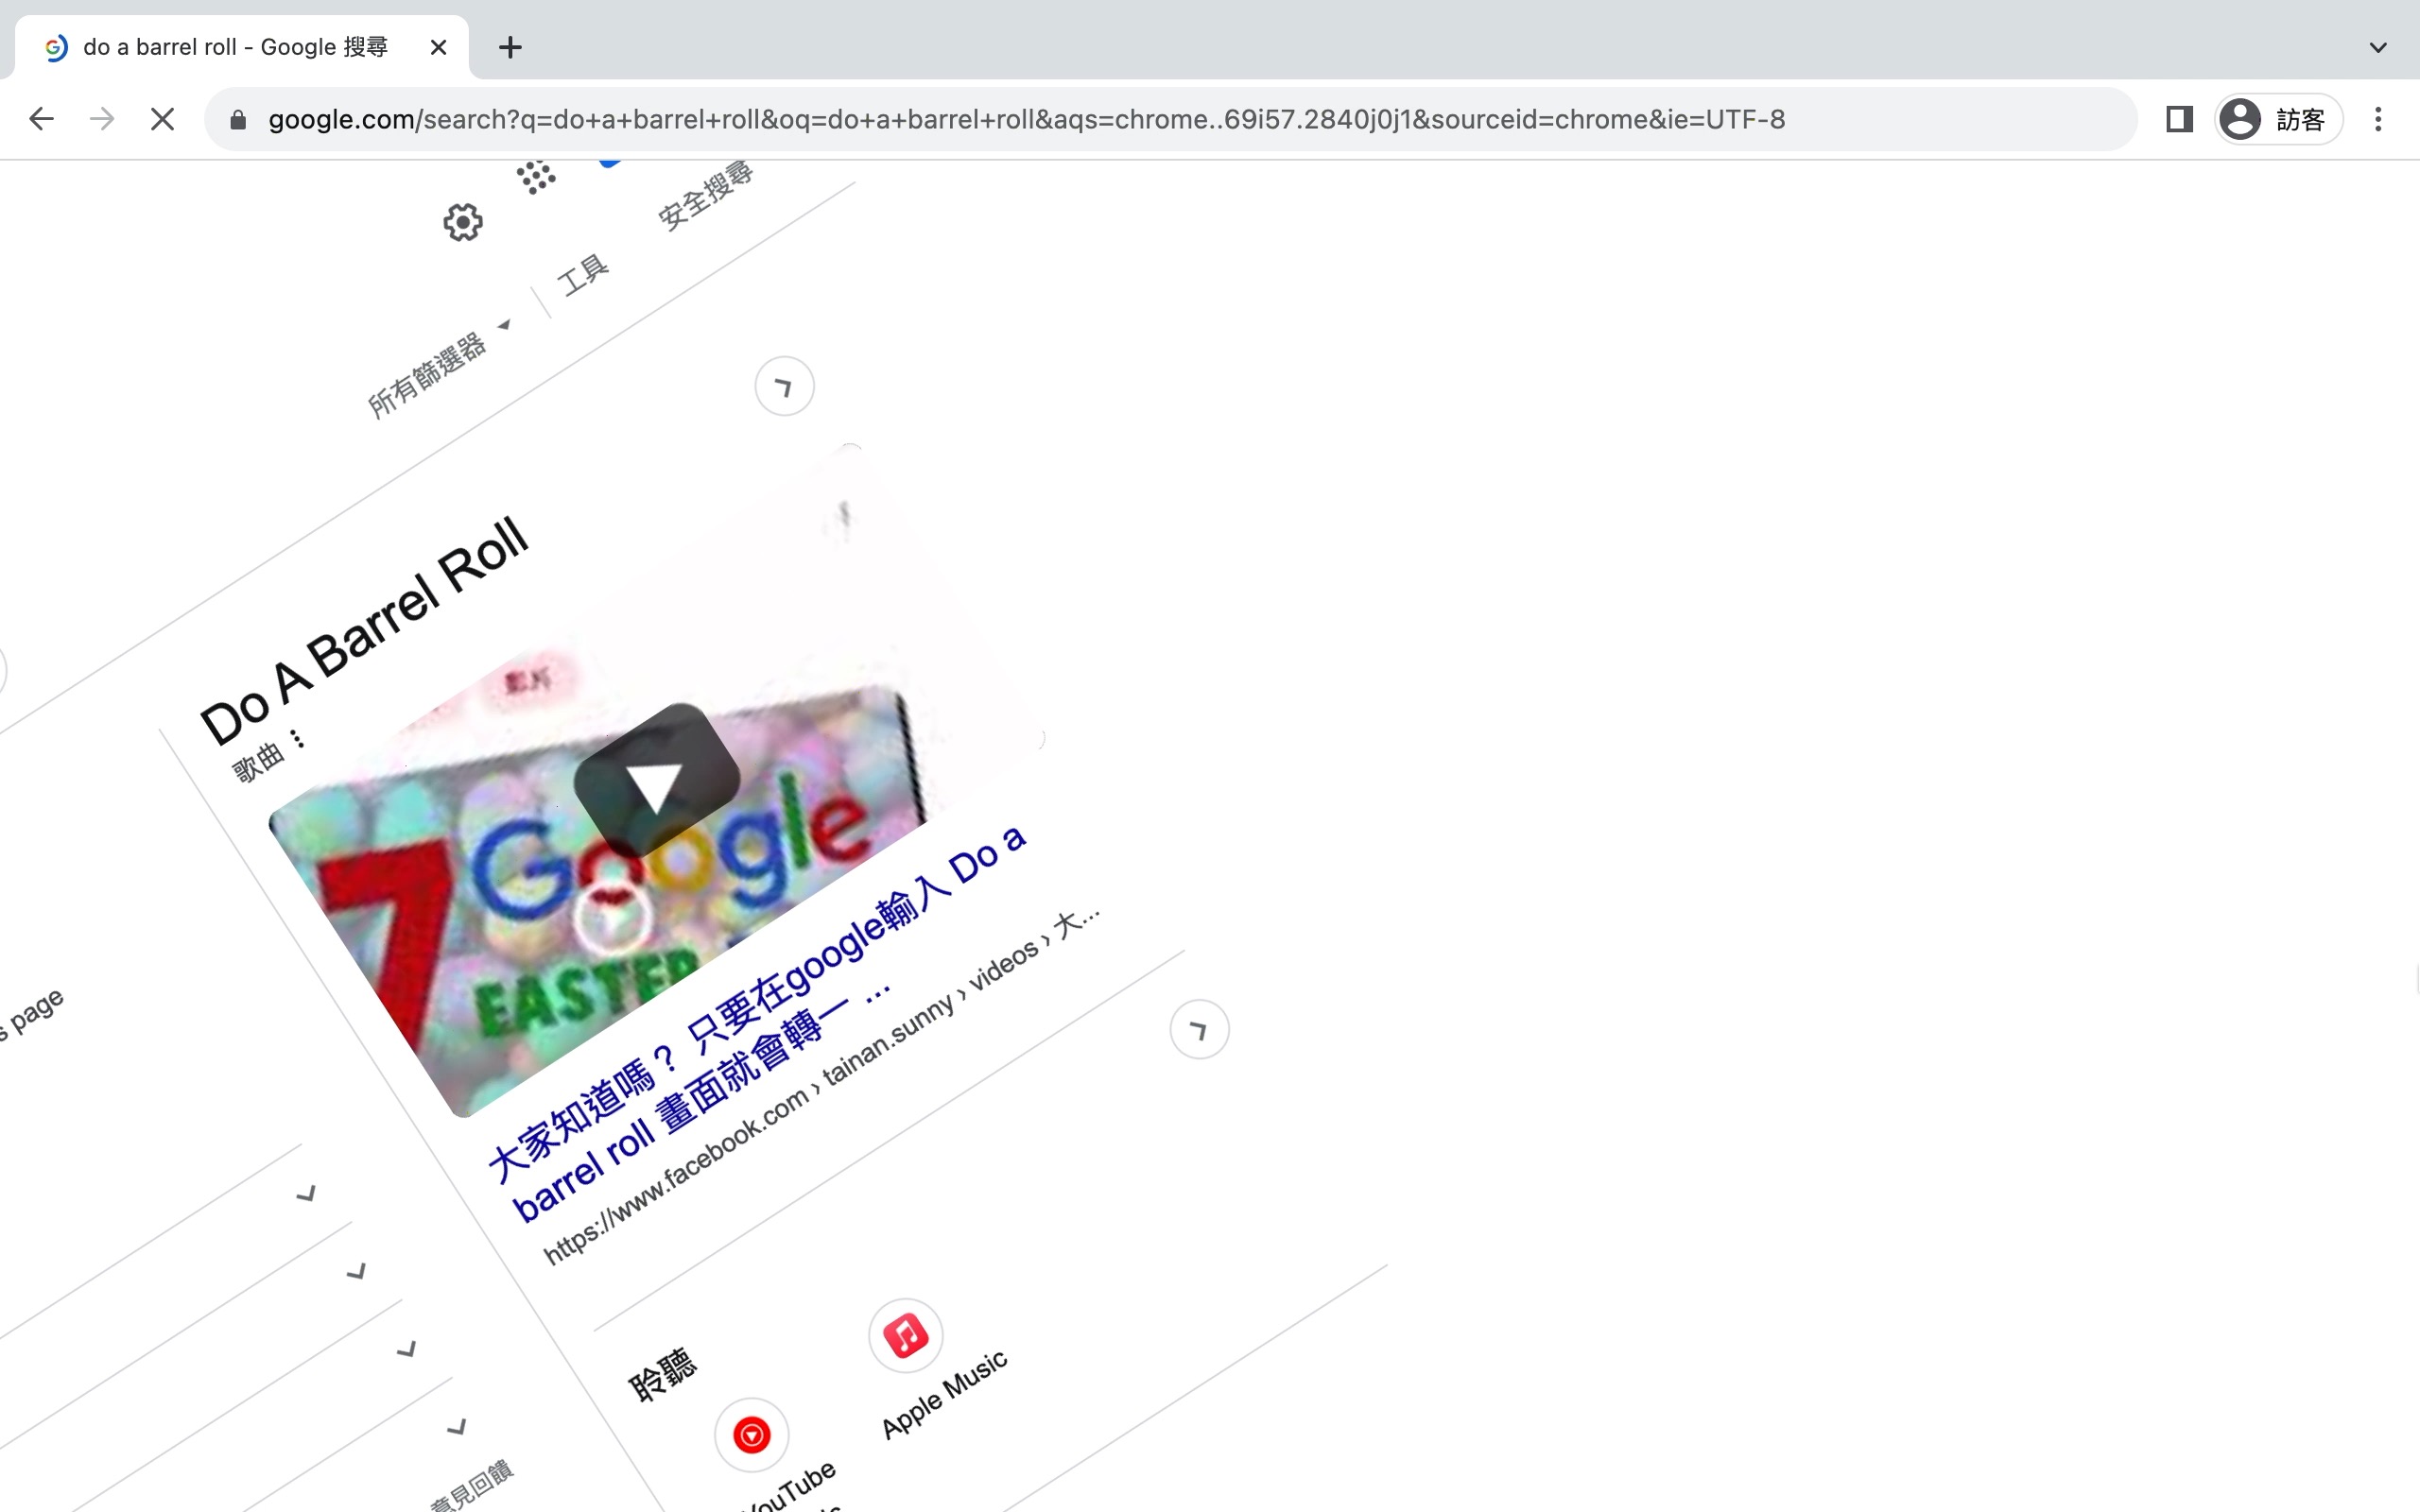 do a barrel roll - Google 搜尋
google.com/search?q=do+a+barrel+roll&oq=do+a+barrel+roll&aqs=chrome..69i57.2840j0j1&sourceid=chrome&ie=UTF-8
訪客
安全搜尋
工具
所有篩選器
Do A Barrel Roll
歌曲
影片
7 Google
EASTER
大家知道嗎？ 只要在google輸入 Do a
barrel roll 畫面就會轉一 ...
https://www.facebook.com › tainan.sunny › videos › 大...
page
聆聽
Apple Music
YouTube
意見回饋